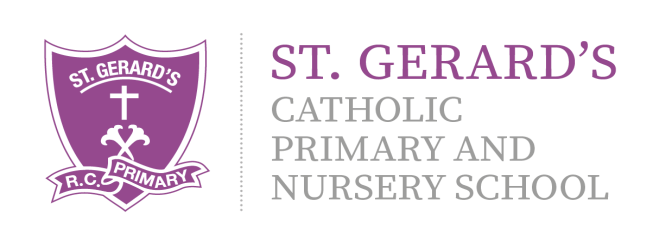 ST. GERARD'S
R.C. PRIMARY
ST. GERARD'S
CATHOLIC
PRIMARY AND
NURSERY SCHOOL